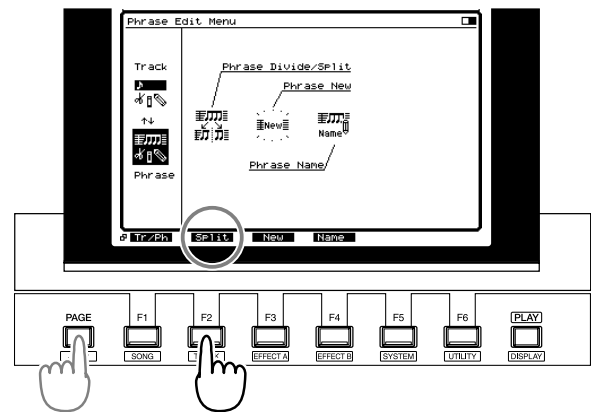 Phrase Edit Menu
Track
Phrase Divide/Split
Phrase New
New
Name
Phrase Name
Phrase
Tr/Ph Split New Name
PAGE F1 F2 F3 F4 F5 F6 PLAY
SONG EFFECT A EFFECT B SYSTEM UTILITY DISPLAY